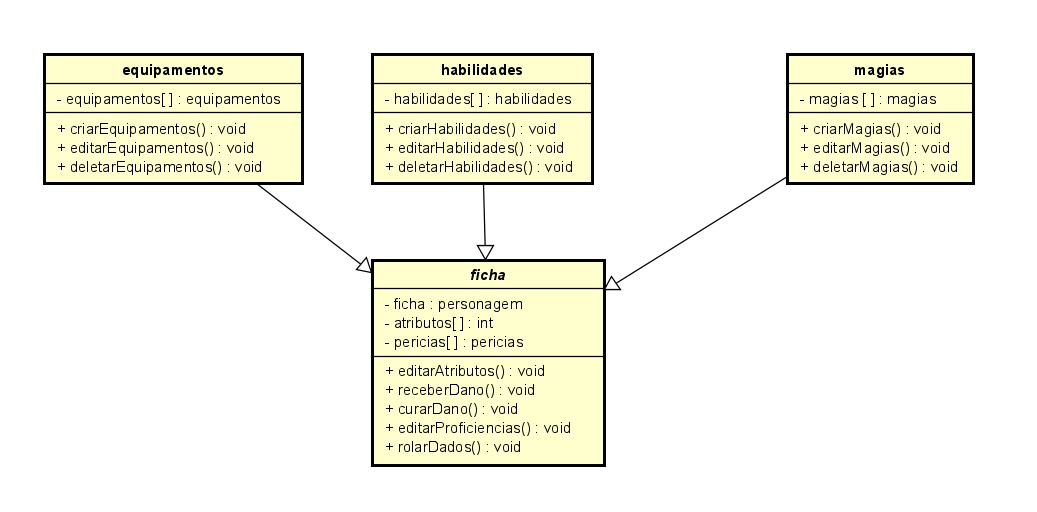 equipamentos
- equipamentos[ ] : equipamentos
+ criarEquipamentos() : void
+ editarEquipamentos() : void
+ deletarEquipamentos() : void
habilidades
- habilidades[ ] : habilidades
+ criarHabilidades() : void
+ editarHabilidades() : void
+ deletarHabilidades() : void
magias
- magias [ ] : magias
+ criarMagias() : void
+ editarMagias() : void
+ deletarMagias() : void
ficha
- ficha : personagem
- atributos[ ] : int
- pericias[ ] : pericias
+ editarAtributos() : void
+ receberDano() : void
+ curarDano() : void
+ editarProficiencias() : void
+ rolarDados() : void